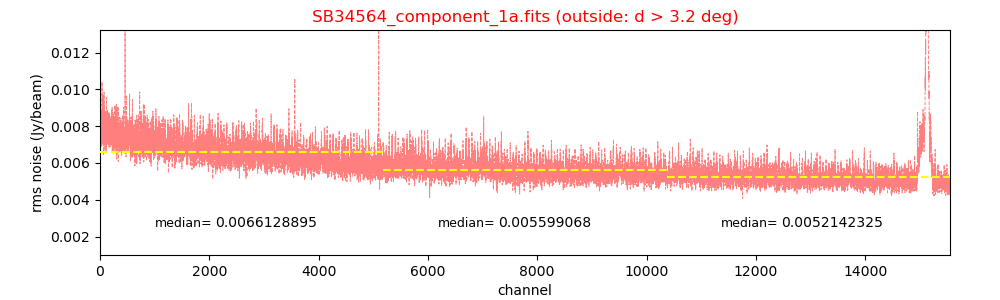 SB34564_component_1a.fits (outside: d > 3.2 deg)
rms noise (Jy/beam)
0.012
0.010
0.008
0.006
0.004
0.002
median= 0.0066128895
median= 0.005599068
median= 0.0052142325
0 2000 4000 6000 8000 10000 12000 14000
channel